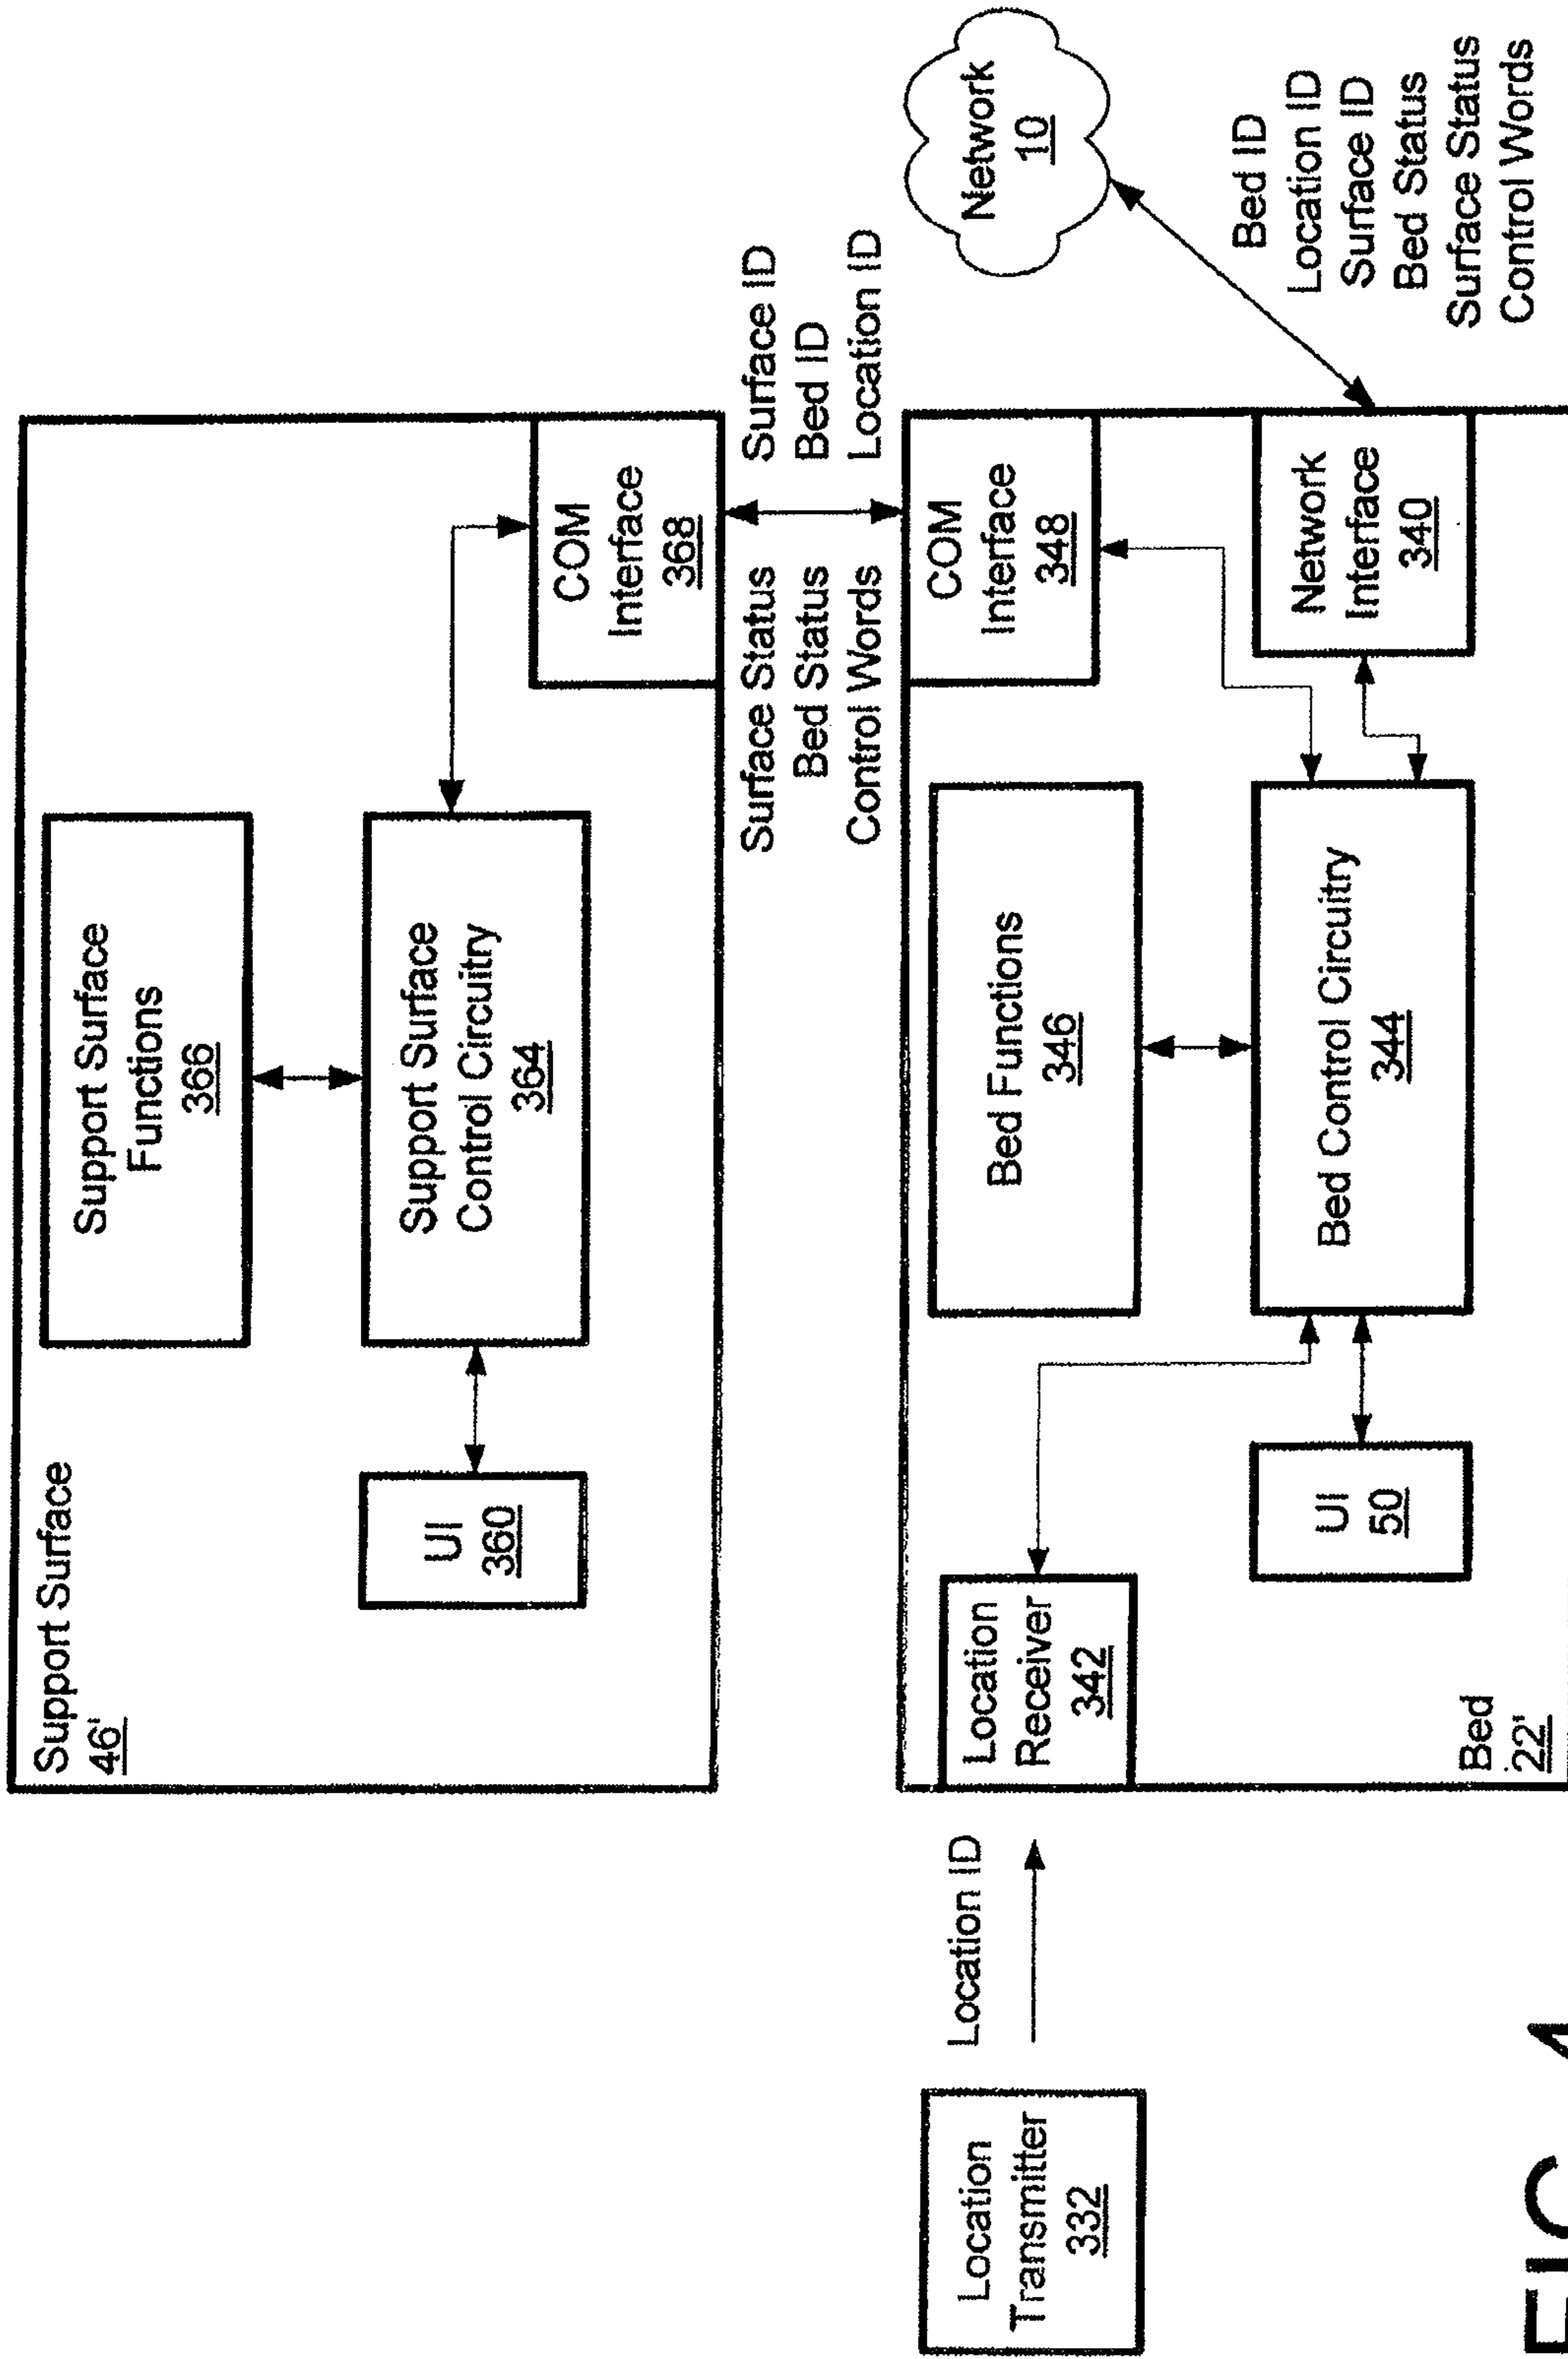 Support Surface
46'
Support Surface
Functions
366
UI
360
Support Surface
Control Circuitry
364
COM
Interface
368
Surface Status
Bed Status
Control Words
Surface ID
Bed ID
Location ID
Location
Transmitter
332
Location ID
Location
Receiver
342
Bed Functions
346
COM
Interface
348
Network
10
UI
50
Bed Control Circuitry
344
Network
Interface
340
Bed ID
Location ID
Surface ID
Bed Status
Surface Status
Control Words
Bed
22'
FIG. 4